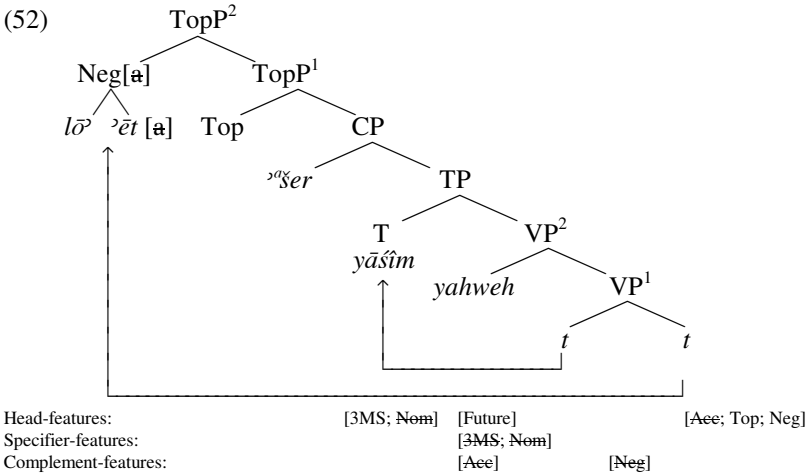 (52)
TopP²
Neg[a] TopP¹
lōʾ ʾēt [a] Top CP
ʾᵃšer TP
T VP²
yāśîm
yahweh VP¹
t t
Head-features: [3MS; Nom] [Future] [Acc; Top; Neg]
Specifier-features: [3MS; Nom]
Complement-features: [Acc] [Neg]